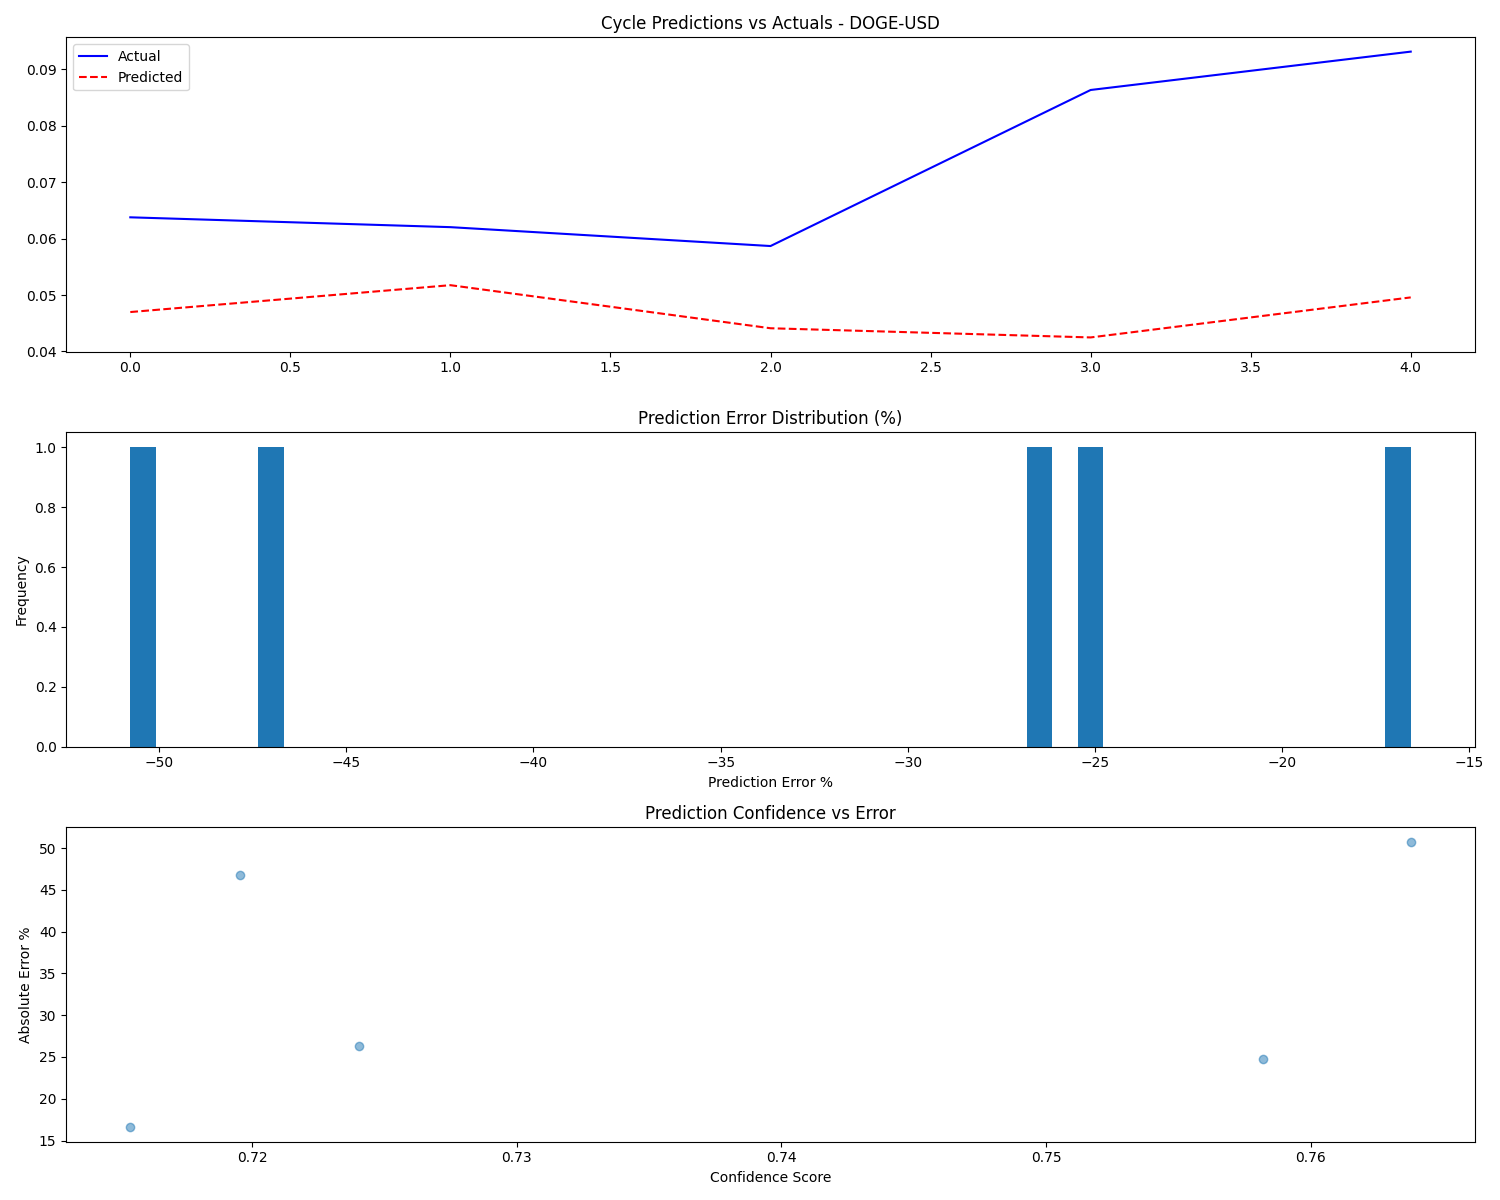 Cycle Predictions vs Actuals - DOGE-USD
Actual
Predicted
0.09
0.08
0.07
0.06
0.05
0.04
0.0 0.5 1.0 1.5 2.0 2.5 3.0 3.5 4.0
Prediction Error Distribution (%)
Frequency
1.0
0.8
0.6
0.4
0.2
0.0
−50 −45 −40 −35 −30 −25 −20 −15
Prediction Error %
Prediction Confidence vs Error
Absolute Error %
50
45
40
35
30
25
20
15
0.72 0.73 0.74 0.75 0.76
Confidence Score